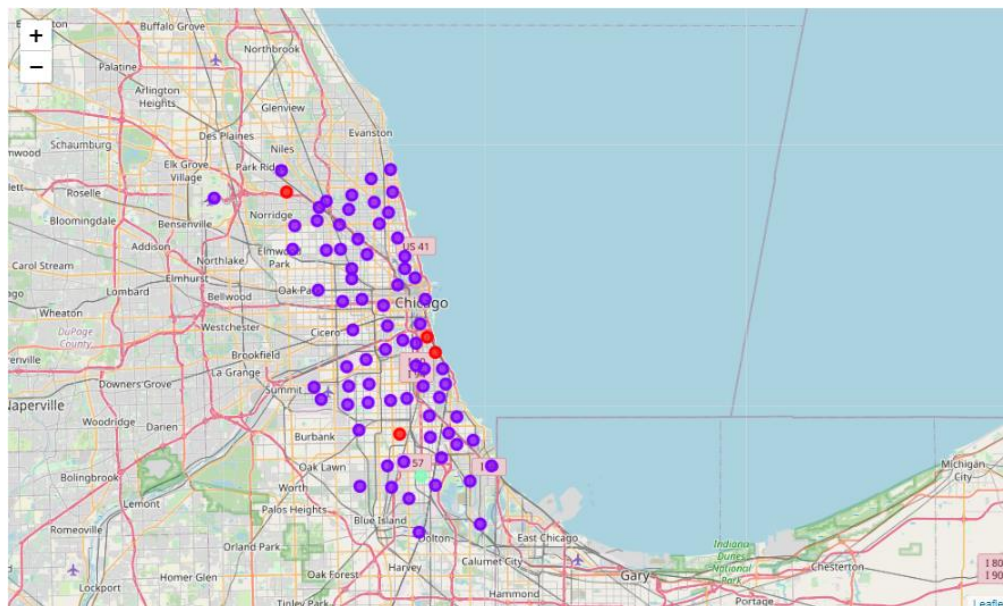 Buffalo Grove
+
Northbrook
−
Palatine
Arlington
Heights
Glenview
Evanston
Des Plaines
Schaumburg
Niles
Elk Grove
Village
Park Ri
Roselle
Norridge
Bloomingdale
Bensenville
US 41
Addison
Elmwood
Park
Northlake
Carol Stream
Elmhurst
Oak Pa
Lombard
Bellwood
Chicago
Wheaton
Westchester
DuPage
County
Cicero
Brookfield
La Grange
Downers Grove
Summit
Naperville
Woodridge
Darien
Burbank
Oak Lawn
57
Michigan
City
Bolingbrook
Worth
Lemont
Palos Heights
Blue Island
Romeoville
Dolton
East Chicago
Orland Park
Harvey
Indiana
Dunes
National
Park
Calumet City
Chesterton
I 80
I 90
Homer Glen
Oak Forest
Gary
Lockport
Hammond
Portage
Tinley Park
Leafle